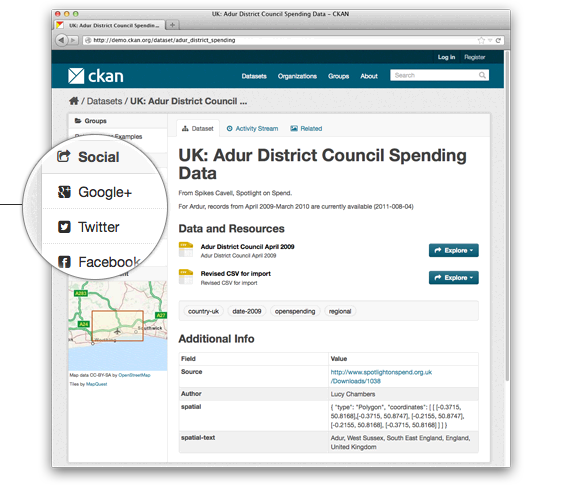 UK: Adur District Council Spending Data – CKAN
UK: Adur District Council Spendin...
http://demo.ckan.org/dataset/adur_district_spending
Log in Register
ckan
Datasets Organizations Groups About Search
/ Datasets / UK: Adur District Council ...
Groups
Examples
Social
Google+
Twitter
Facebook
Dataset Activity Stream Related
UK: Adur District Council Spending
Data
From Spikes Cavell, Spotlight on Spend.
For Ardur, records from April 2009-March 2010 are currently available (2011-008-04)
Data and Resources
Adur District Council April 2009
Adur District Council April 2009
Explore
Revised CSV for import
Revised CSV for import
Explore
country-uk date-2009 openspending regional
Additional Info
Field Value
Source http://www.spotlightonspend.org.uk
/Downloads/1038
Author Lucy Chambers
spatial { "type": "Polygon", "coordinates": [ [ [-0.3715,
50.8168],[-0.3715, 50.8747], [-0.2155, 50.8747],
[-0.2155, 50.8168], [-0.3715, 50.8168] ] ] }
spatial-text Adur, West Sussex, South East England, England,
United Kingdom
A27
A24
Map data CC-BY-SA by OpenStreetMap
Tiles by MapQuest